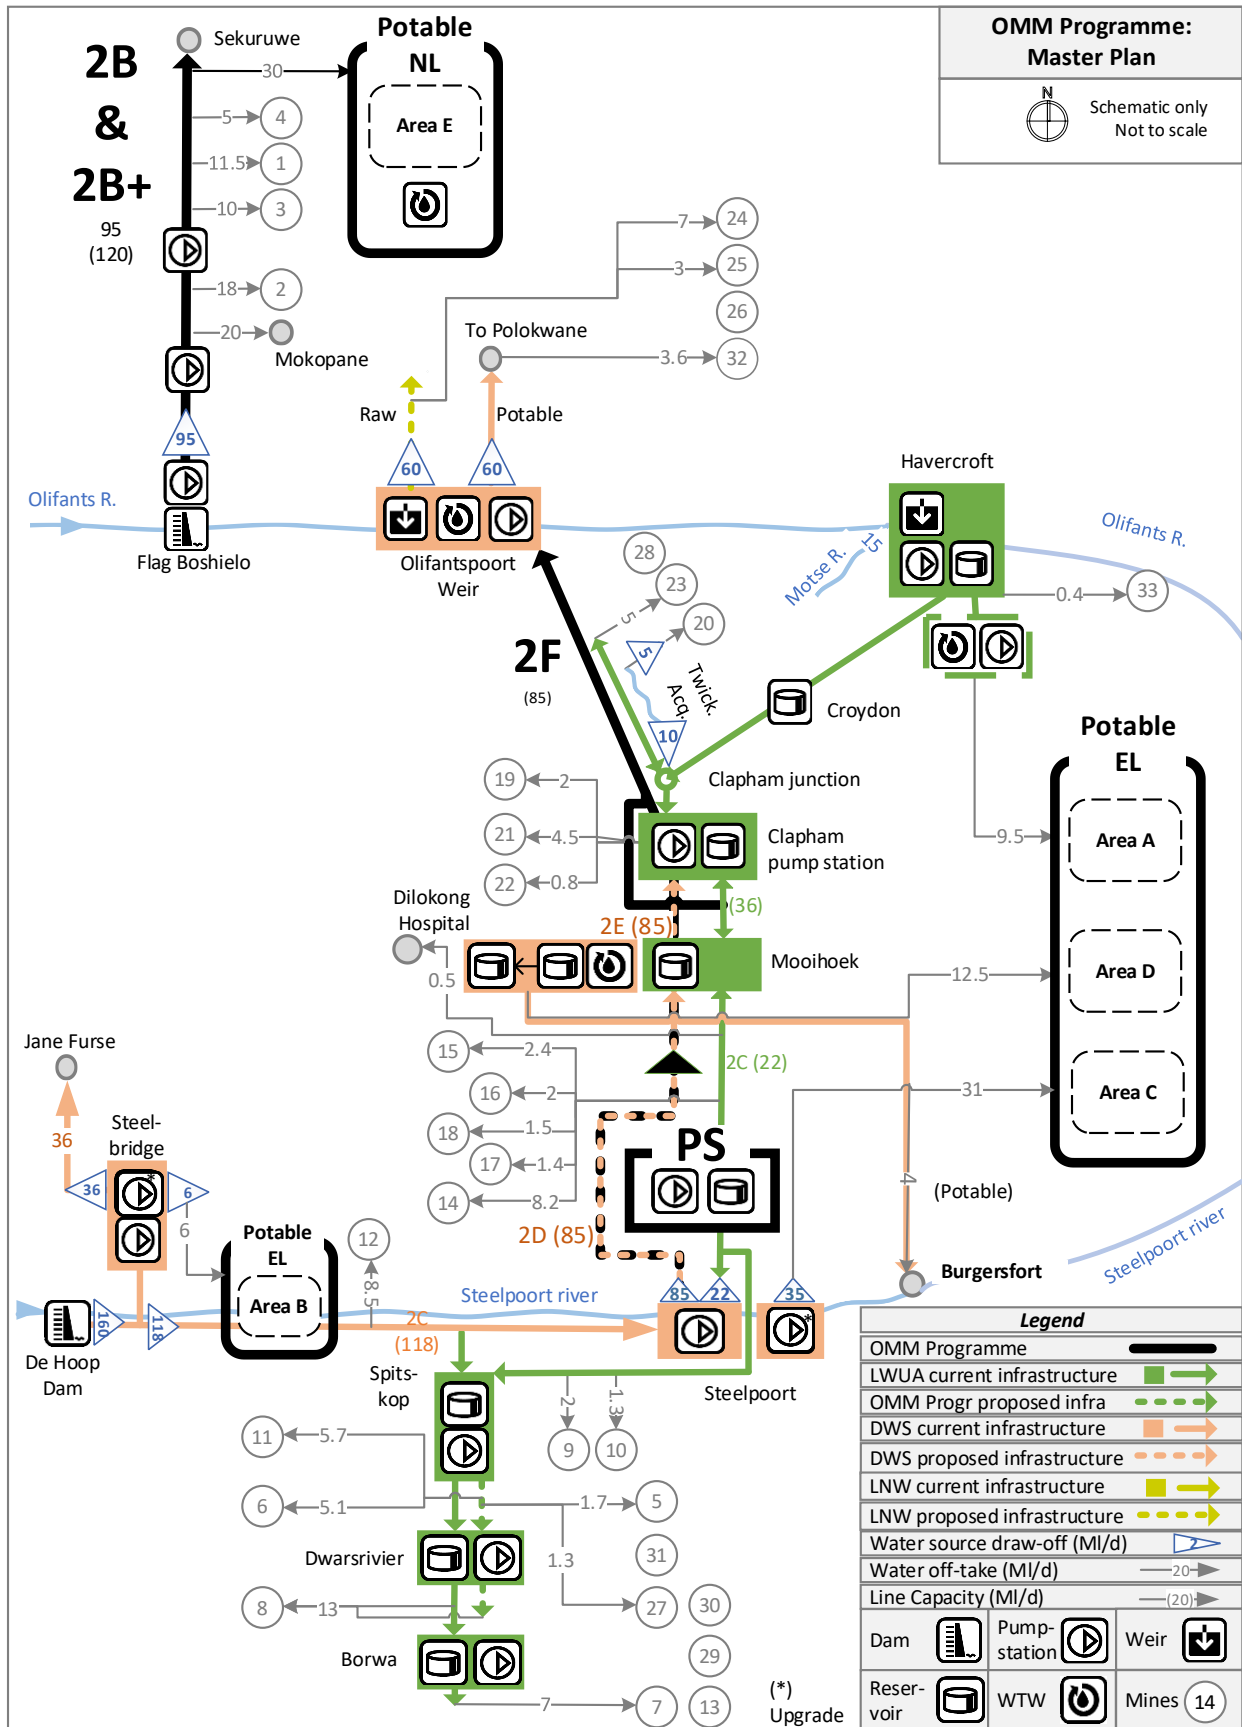 OMM Programme:
Master Plan
N
Schematic only
Not to scale
Sekuruwe
2B
&
2B+
95
(120)
Potable
NL
Area E
30
5
4
11.5
1
10
3
18
2
20
Mokopane
95
Olifants R.
Flag Boshielo
7
24
3
25
26
To Polokwane
3.6
32
Raw
Potable
60
60
Olifantspoort
Weir
Havercroft
Motse R.
15
Olifants R.
0.4
33
28
23
5
20
5
Twick.
Acq.
10
2F
(85)
Croydon
Clapham junction
Clapham
pump station
19
2
21
4.5
22
0.8
Potable
EL
Area A
9.5
Area D
12.5
Area C
31
Dilokong
Hospital
0.5
2E (85)
(36)
Mooihoek
15
2.4
16
2
18
1.5
17
1.4
14
8.2
2C (22)
PS
2D (85)
4
(Potable)
Steelpoort river
Burgersfort
Jane Furse
36
Steel-
bridge
*
36
6
6
Potable
EL
Area B
12
8.5
Steelpoort river
160
118
De Hoop
Dam
2C
(118)
85
22
35
*
Steelpoort
Spits-
kop
2
9
1.3
10
11
5.7
6
5.1
1.7
5
31
1.3
27
30
Dwarsrivier
8
13
29
Borwa
7
7
13
(*)
Upgrade
Legend
OMM Programme
LWUA current infrastructure
OMM Progr proposed infra
DWS current infrastructure
DWS proposed infrastructure
LNW current infrastructure
LNW proposed infrastructure
Water source draw-off (Ml/d)
2
Water off-take (Ml/d)
20
Line Capacity (Ml/d)
(20)
Dam
Pump-
station
Weir
Reser-
voir
WTW
Mines
14